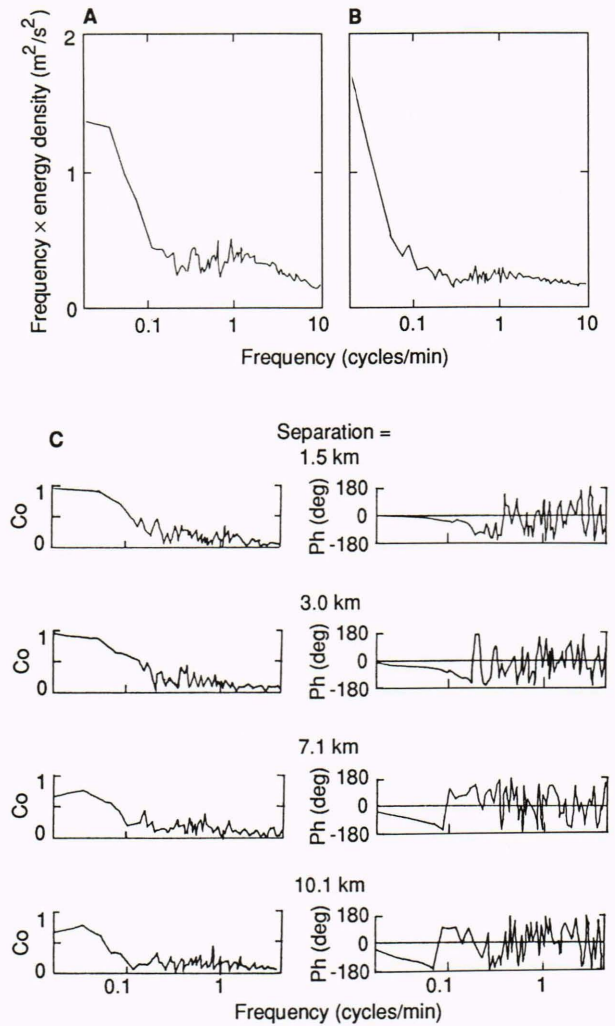 A
B
Frequency × energy density (m²/s²)
2
1
0
0.1 1 10
0.1 1 10
Frequency (cycles/min)
C
Separation =
1.5 km
Co
1
0
Ph (deg)
180
0
-180
3.0 km
Co
1
0
Ph (deg)
180
0
-180
7.1 km
Co
1
0
Ph (deg)
180
0
-180
10.1 km
Co
1
0
Ph (deg)
180
0
-180
0.1 1
0.1 1
Frequency (cycles/min)